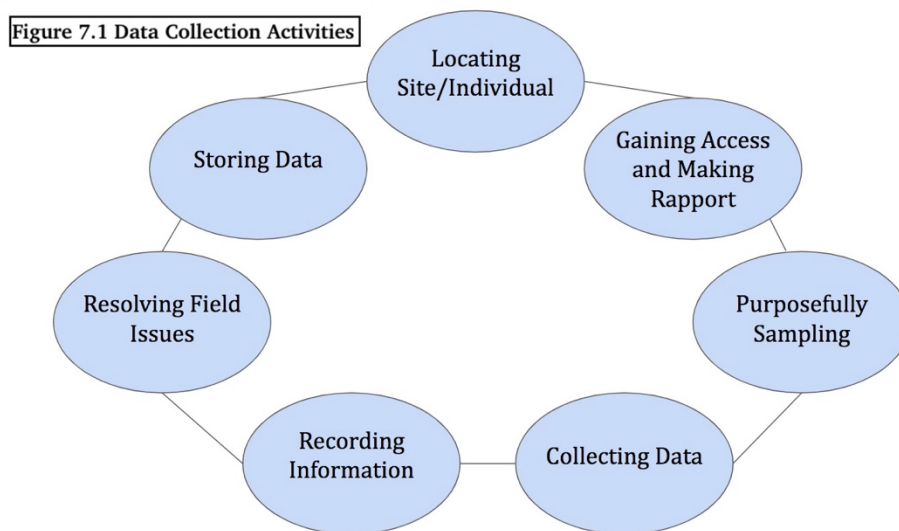 Figure 7.1 Data Collection Activities
Locating
Site/Individual
Gaining Access
and Making
Rapport
Purposefully
Sampling
Collecting Data
Recording
Information
Resolving Field
Issues
Storing Data